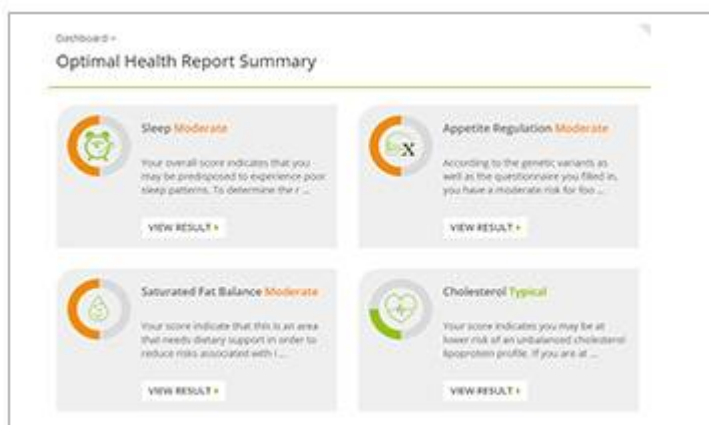 Dashboard >
Optimal Health Report Summary
Sleep Moderate
Your overall score indicates that you
may be predisposed to experience poor
sleep patterns. To determine the r ...
VIEW RESULT
Appetite Regulation Moderate
X
According to the genetic variants as
well as the questionnaire you filled in,
you have a moderate risk for foo ...
VIEW RESULT
Saturated Fat Balance Moderate
Your score indicate that this is an area
that needs dietary support in order to
reduce risks associated with i ...
VIEW RESULT
Cholesterol Typical
Your score indicates you may be at
lower risk of an unbalanced cholesterol
lipoprotein profile. If you are at ...
VIEW RESULT